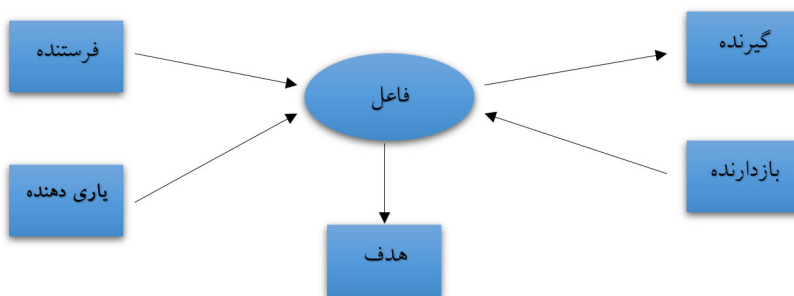 گیرنده
فرستنده
فاعل
بازدارنده
یاری دهنده
هدف